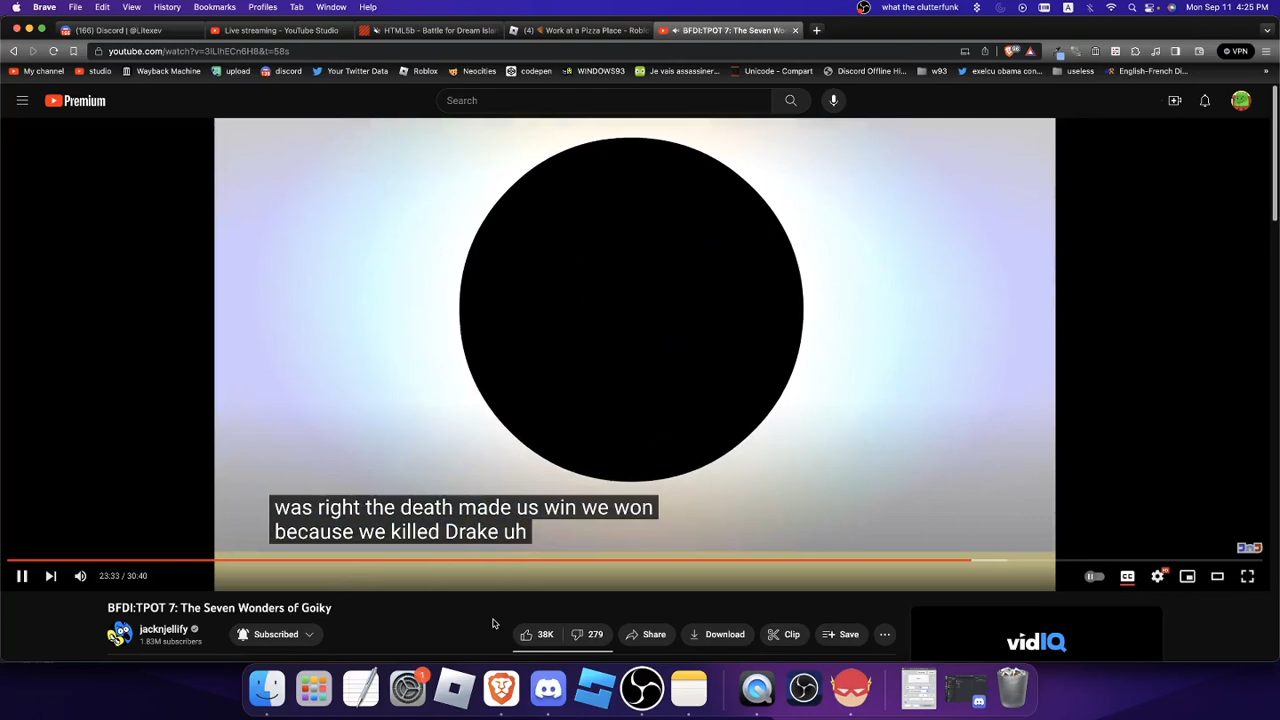 Brave File Edit View History Bookmarks Profiles Tab Window Help what the clutterfunk A Mon Sep 11 4:25 PM
(166) Discord | @Litexev Live streaming - YouTube Studio HTML5b - Battle for Dream Islan (4) Work at a Pizza Place - Roblo BFDI:TPOT 7: The Seven Wo
youtube.com/watch?v=3ILIhECn6H8&t=58s VPN
My channel studio Wayback Machine upload discord Your Twitter Data Roblox Neocities codepen WINDOWS93 Je vais assassiner... Unicode - Compart Discord Offline Hi... w93 exelcu obama con... useless English-French Di...
Premium Search
was right the death made us win we won
because we killed Drake uh
23:33 / 30:40 CC HD
BFDI:TPOT 7: The Seven Wonders of Goiky
jacknjellify
1.83M subscribers
Subscribed 38K 279 Share Download Clip Save
vidIQ
1